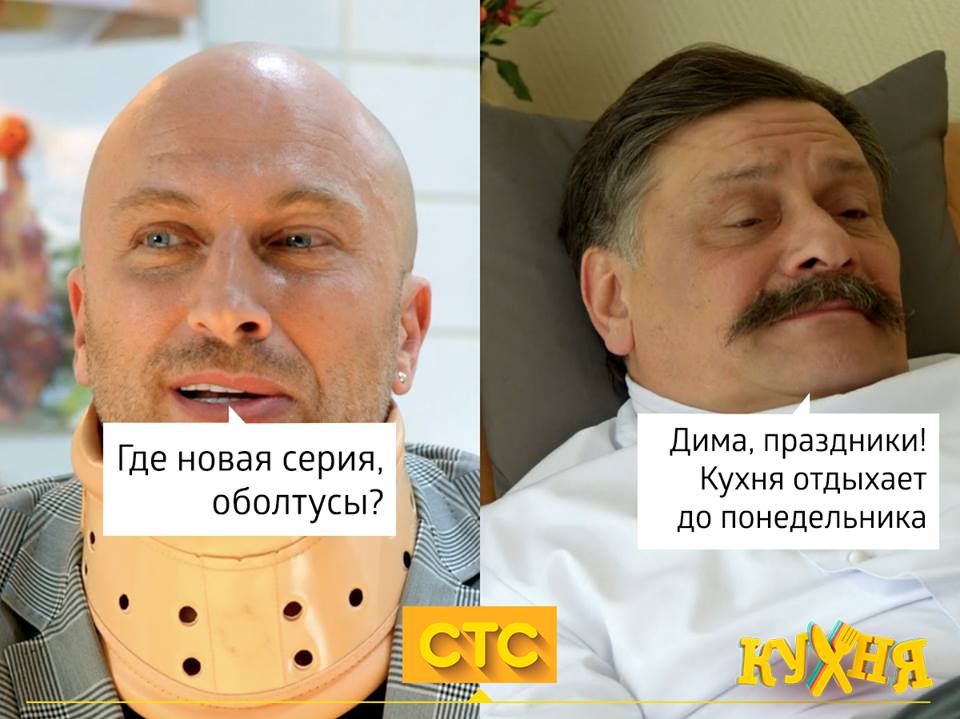 Где новая серия,
оболтусы?
Дима, праздники!
Кухня отдыхает
до понедельника
СТС
КУХНЯ